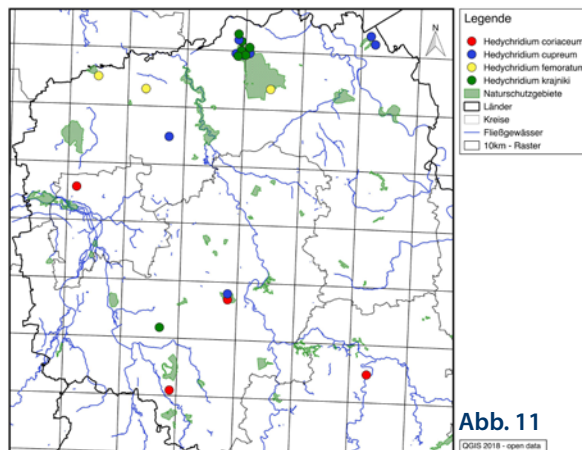 N
Legende
Hedychridium coriaceum
Hedychridium cupreum
Hedychridium femoratum
Hedychridium krajniki
Naturschutzgebiete
Länder
Kreise
Fließgewässer
10km - Raster
Abb. 11
QGIS 2018 - open data